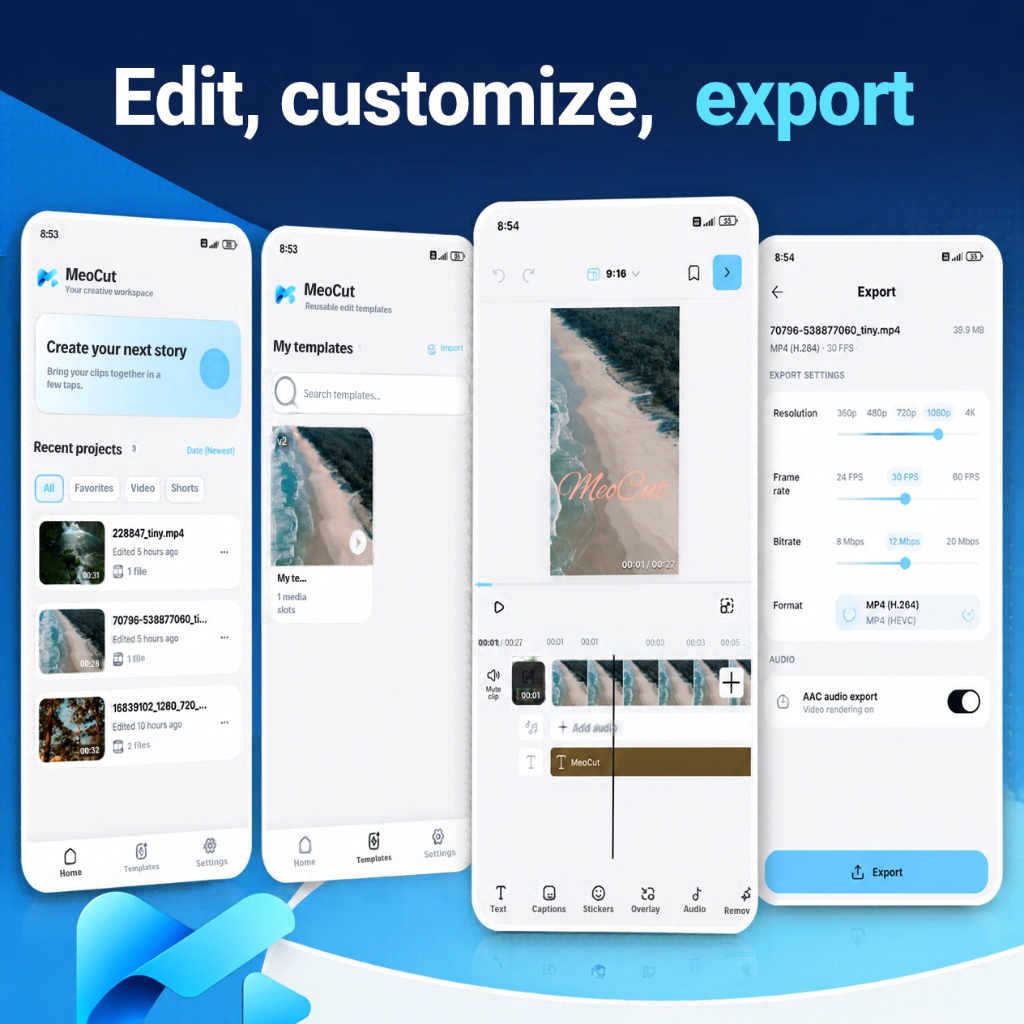 Edit, customize, export
8:53
MeoCut
Your creative workspace
Create your next story
Bring your clips together in a
few taps.
Recent projects
Date (Newest)
All Favorites Video Shorts
228847_tiny.mp4
Edited 5 hours ago
1 file
00:31
70796-538877060_ti...
Edited 5 hours ago
1 file
00:28
16839102_1280_720_...
Edited 10 hours ago
2 files
00:32
Home Templates Settings
8:53
MeoCut
Reusable edit templates
My templates
Import
Search templates...
v2
My te...
1 media
slots
Home Templates Settings
8:54
9:16
MeoCut
00:01 / 00:27
00:01 / 00:27 00:01 00:01 00:03 00:03 00:05
Mute
clip
00:01
+ Add audio
T T MeoCut
Text Captions Stickers Overlay Audio Remov
8:54
Export
70796-538877060_tiny.mp4 39.9 MB
MP4 (H.264) · 30 FPS
EXPORT SETTINGS
Resolution 360p 480p 720p 1080p 4K
Frame
rate
24 FPS 30 FPS 60 FPS
Bitrate 8 Mbps 12 Mbps 20 Mbps
Format MP4 (H.264)
MP4 (HEVC)
AUDIO
AAC audio export
Video rendering on
Export